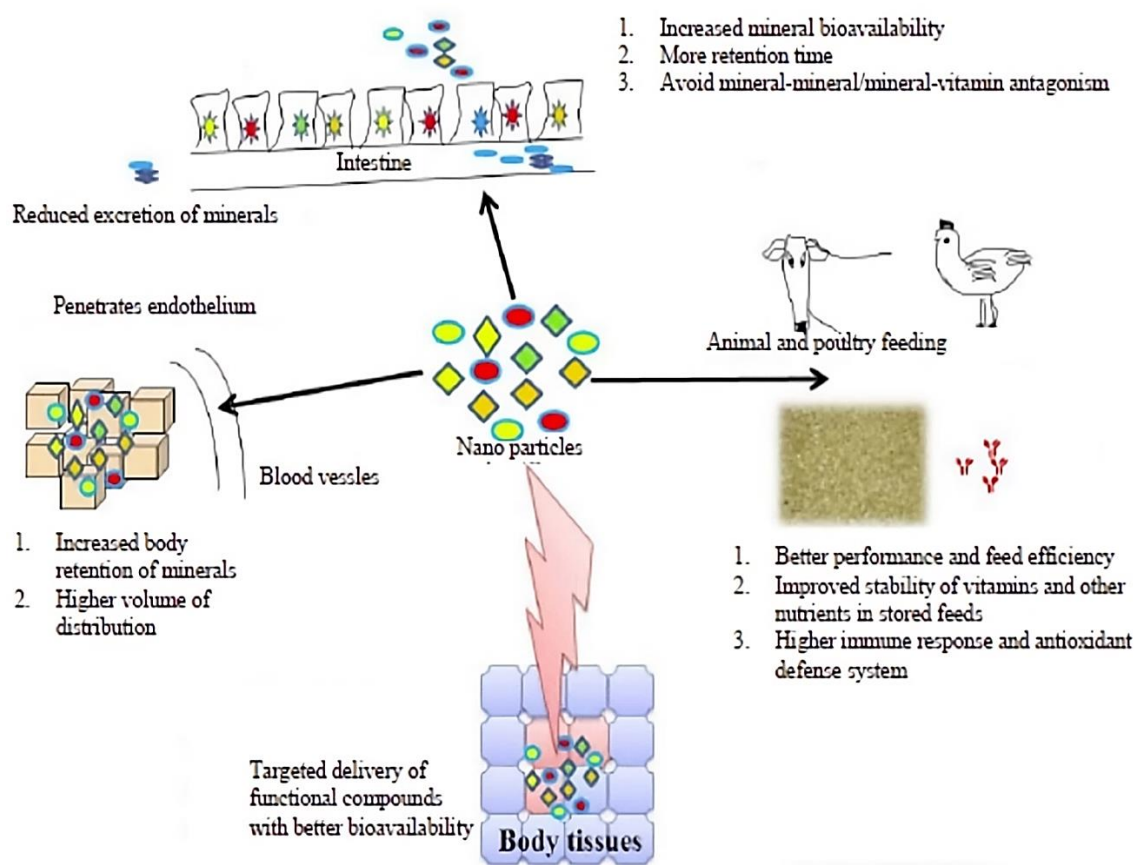 1. Increased mineral bioavailability
2. More retention time
3. Avoid mineral-mineral/mineral-vitamin antagonism
Intestine
Reduced excretion of minerals
Penetrates endothelium
Animal and poultry feeding
Nano particles
Blood vessles
1. Increased body
retention of minerals
2. Higher volume of
distribution
1. Better performance and feed efficiency
2. Improved stability of vitamins and other
nutrients in stored feeds
3. Higher immune response and antioxidant
defense system
Targeted delivery of
functional compounds
with better bioavailability
Body tissues